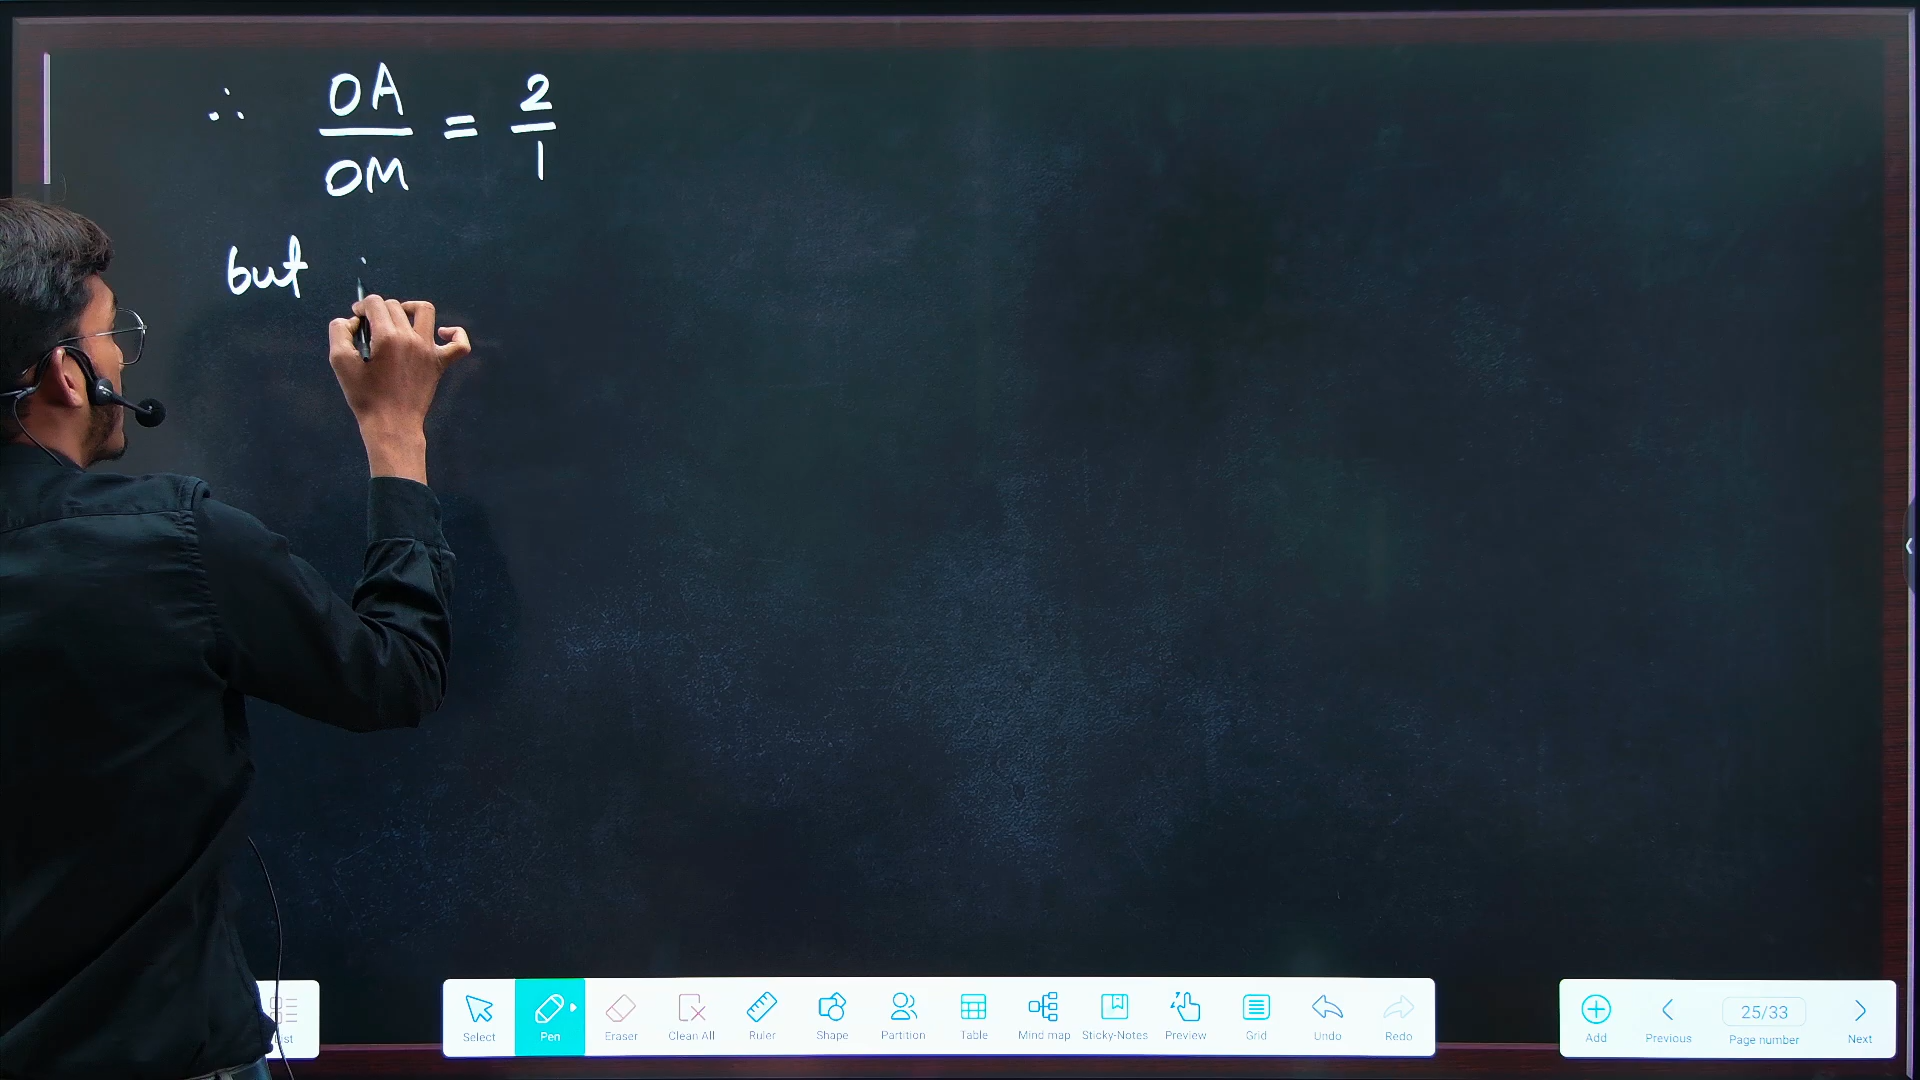 ∴ OA/OM = 2/1
but
List
Select Pen Eraser Clean All Ruler Shape Partition Table Mind map Sticky-Notes Preview Grid Undo Redo
Add Previous 25/33 Page number Next